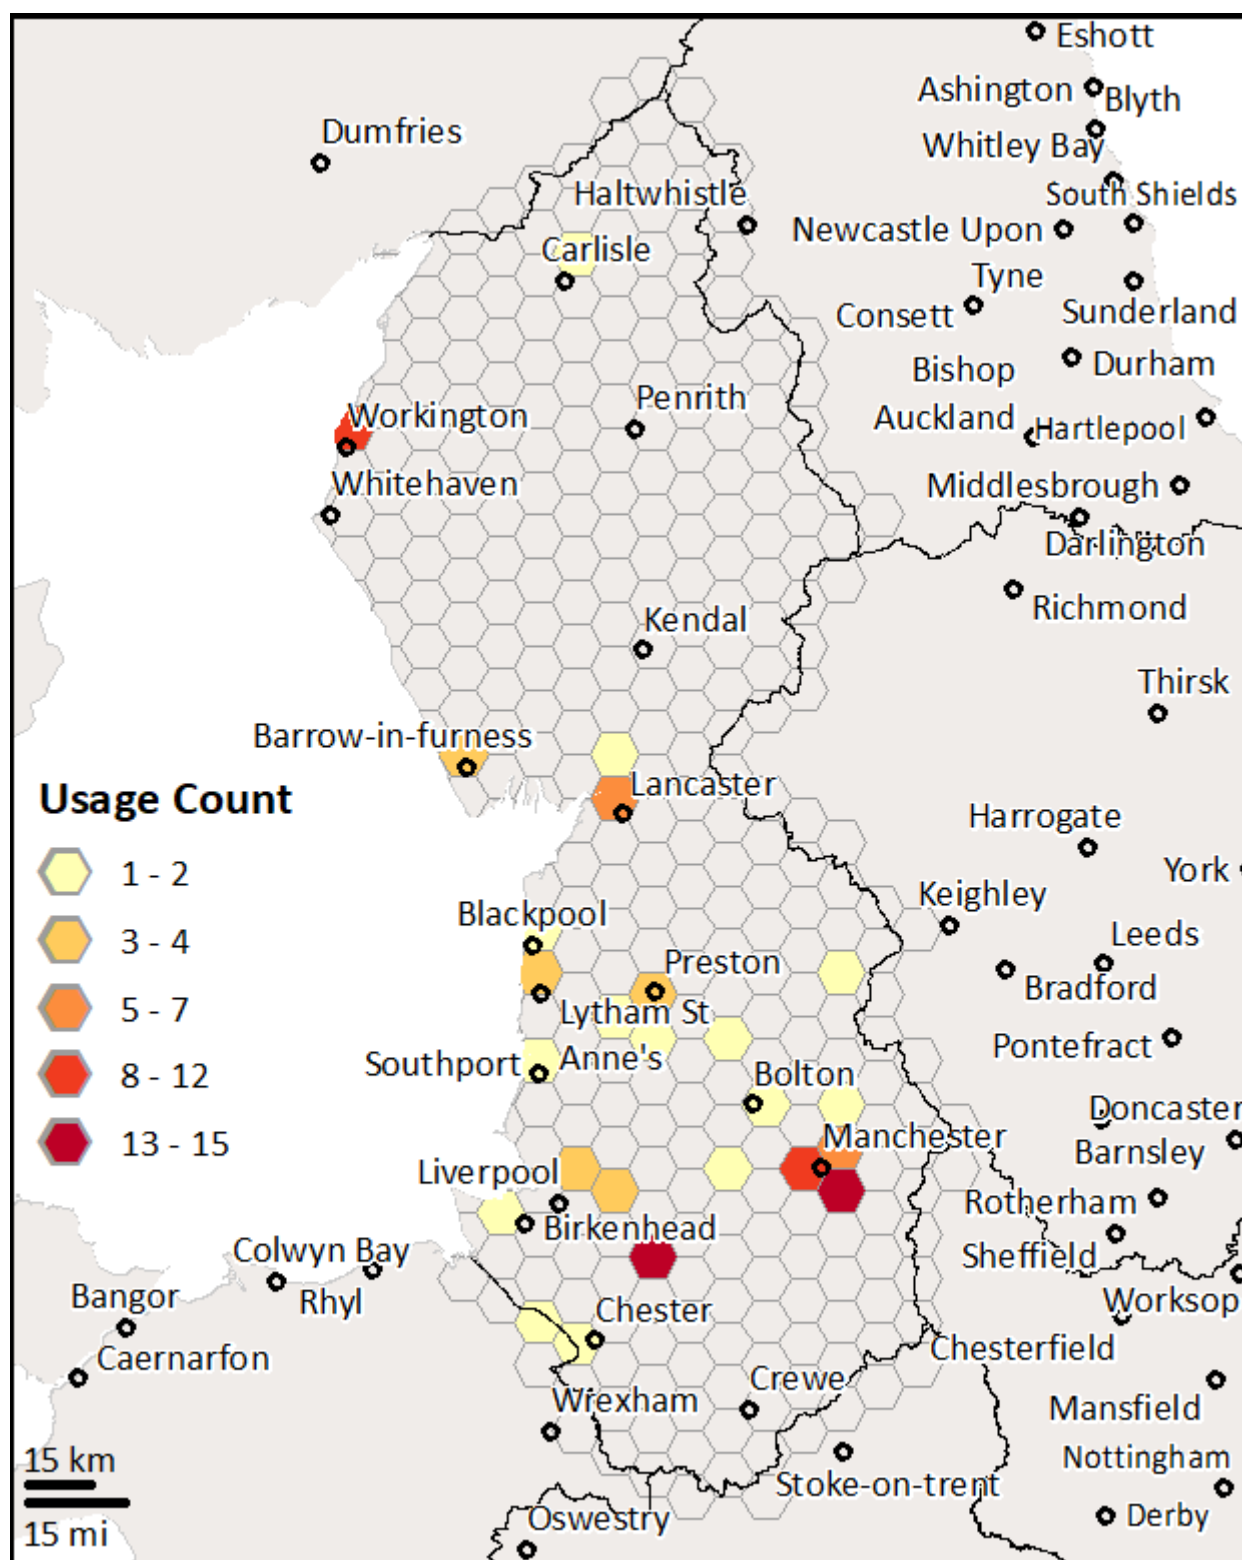 Eshott
Ashington
Blyth
Dumfries
Whitley Bay
Haltwhistle
South Shields
Newcastle Upon
Tyne
Carlisle
Consett
Sunderland
Bishop
Auckland
Durham
Penrith
Workington
Hartlepool
Whitehaven
Middlesbrough
Darlington
Richmond
Kendal
Thirsk
Barrow-in-furness
Lancaster
Usage Count
1 - 2
3 - 4
5 - 7
8 - 12
13 - 15
Harrogate
York
Keighley
Leeds
Bradford
Blackpool
Preston
Lytham St
Anne's
Southport
Pontefract
Bolton
Doncaster
Barnsley
Manchester
Liverpool
Birkenhead
Rotherham
Sheffield
Colwyn Bay
Rhyl
Bangor
Caernarfon
Chester
Worksop
Chesterfield
Crewe
Wrexham
Mansfield
Nottingham
Stoke-on-trent
Derby
Oswestry
15 km
15 mi